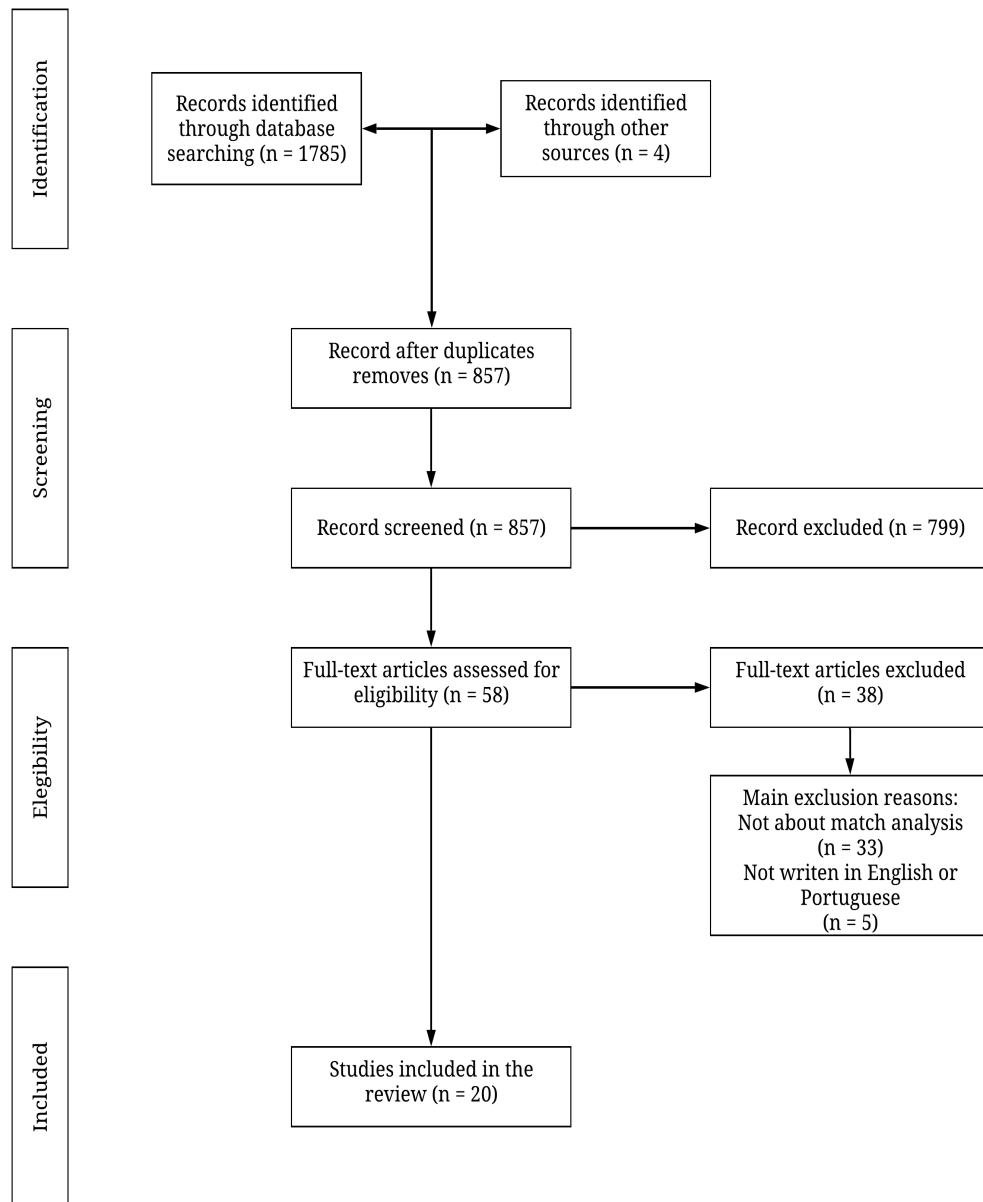 Identification
Records identified
through database
searching (n = 1785)
Records identified
through other
sources (n = 4)
Screening
Record after duplicates
removes (n = 857)
Record screened (n = 857)
Record excluded (n = 799)
Elegibility
Full-text articles assessed for
eligibility (n = 58)
Full-text articles excluded
(n = 38)
Main exclusion reasons:
Not about match analysis
(n = 33)
Not writen in English or
Portuguese
(n = 5)
Included
Studies included in the
review (n = 20)